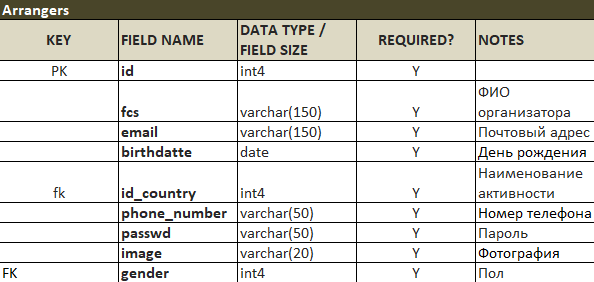 Arrangers
KEY FIELD NAME DATA TYPE / FIELD SIZE REQUIRED? NOTES
PK id int4 Y
fcs varchar(150) Y ФИО организатора
email varchar(150) Y Почтовый адрес
birthdatte date Y День рождения
fk id_country int4 Y Наименование активности
phone_number varchar(50) Y Номер телефона
passwd varchar(50) Y Пароль
image varchar(20) Y Фотография
FK gender int4 Y Пол